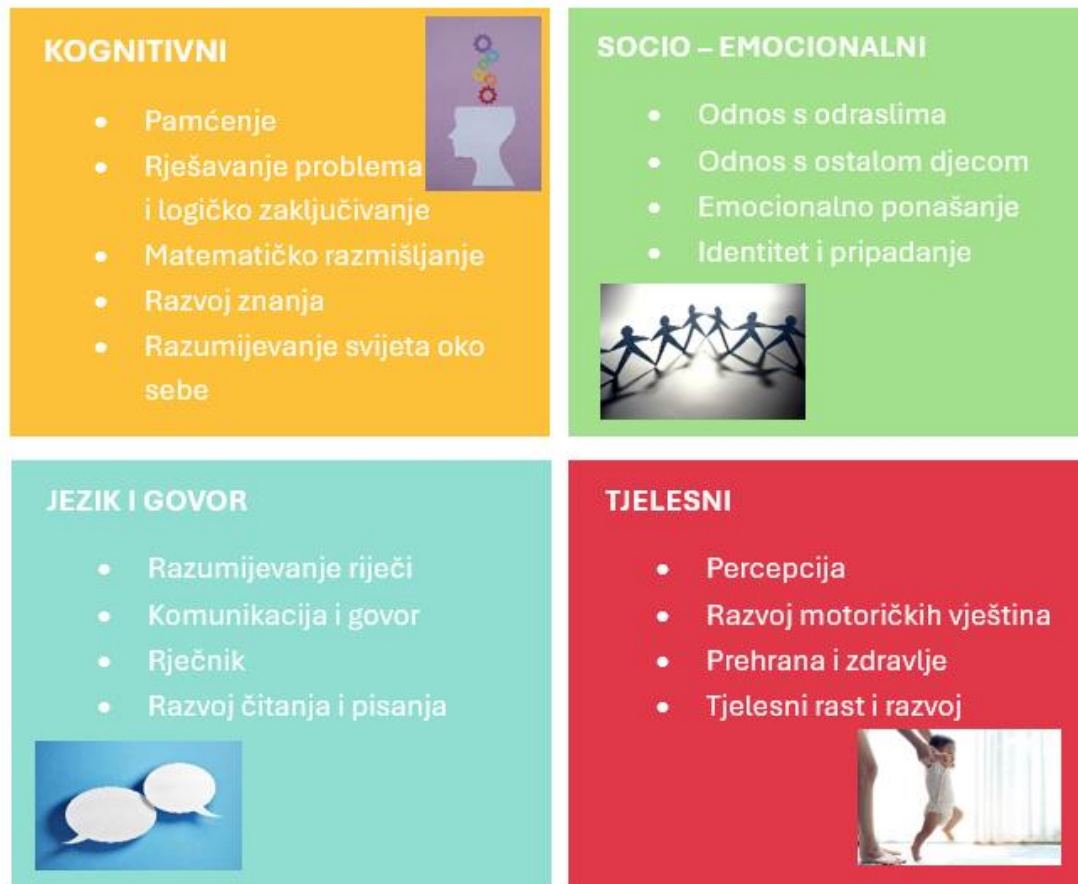 KOGNITIVNI
• Pamćenje
• Rješavanje problema
i logičko zaključivanje
• Matematičko razmišljanje
• Razvoj znanja
• Razumijevanje svijeta oko
sebe
SOCIO – EMOCIONALNI
• Odnos s odraslima
• Odnos s ostalom djecom
• Emocionalno ponašanje
• Identitet i pripadanje
JEZIK I GOVOR
• Razumijevanje riječi
• Komunikacija i govor
• Rječnik
• Razvoj čitanja i pisanja
TJELESNI
• Percepcija
• Razvoj motoričkih vještina
• Prehrana i zdravlje
• Tjelesni rast i razvoj